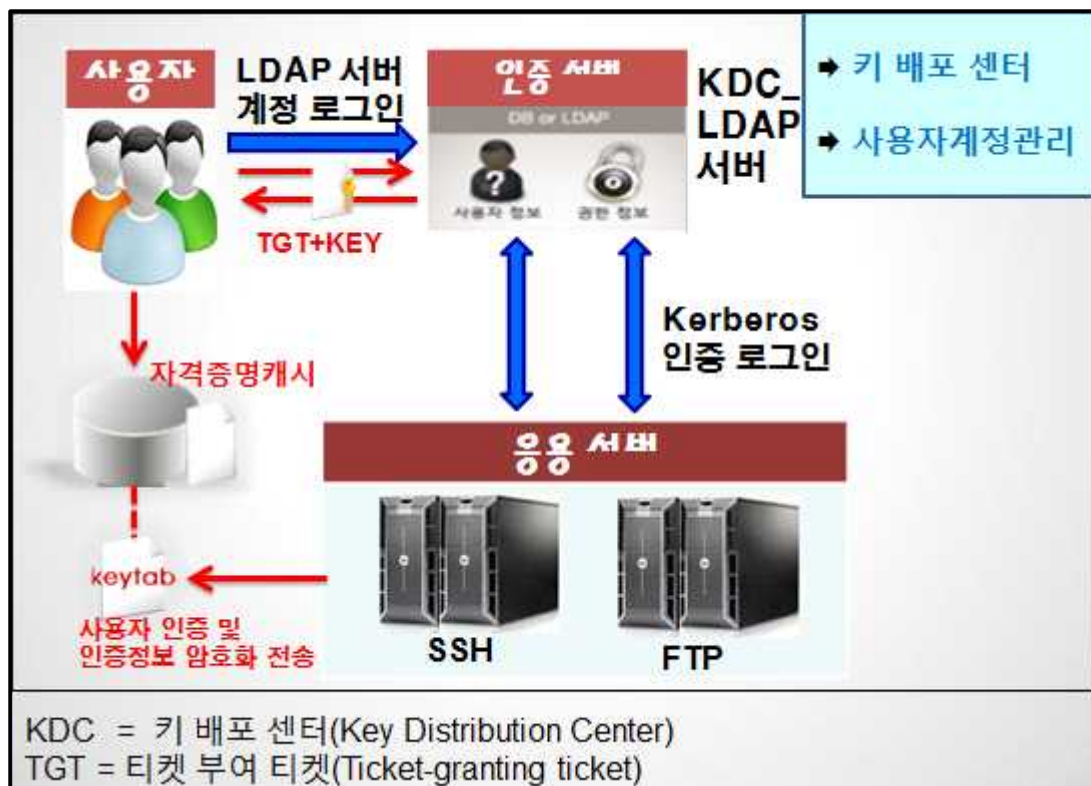 사용자
LDAP 서버
계정 로그인
인증 서버
DB or LDAP
?
사용자 정보
권한 정보
KDC_
LDAP
서버
➡ 키 배포 센터
➡ 사용자계정관리
TGT+KEY
Kerberos
인증 로그인
자격증명캐시
응용 서버
keytab
사용자 인증 및
인증정보 암호화 전송
SSH
FTP
KDC = 키 배포 센터(Key Distribution Center)
TGT = 티켓 부여 티켓(Ticket-granting ticket)